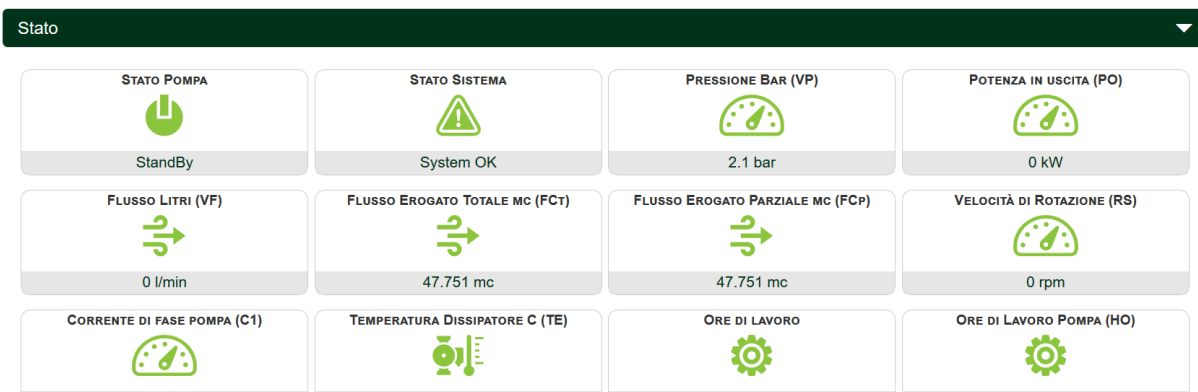 Stato
Stato Pompa
Stato Sistema
Pressione Bar (VP)
Potenza in uscita (PO)
StandBy
System OK
2.1 bar
0 kW
Flusso Litri (VF)
Flusso Erogato Totale mc (FCt)
Flusso Erogato Parziale mc (FCp)
Velocità di Rotazione (RS)
0 l/min
47.751 mc
47.751 mc
0 rpm
Corrente di fase pompa (C1)
Temperatura Dissipatore C (TE)
Ore di lavoro
Ore di Lavoro Pompa (HO)